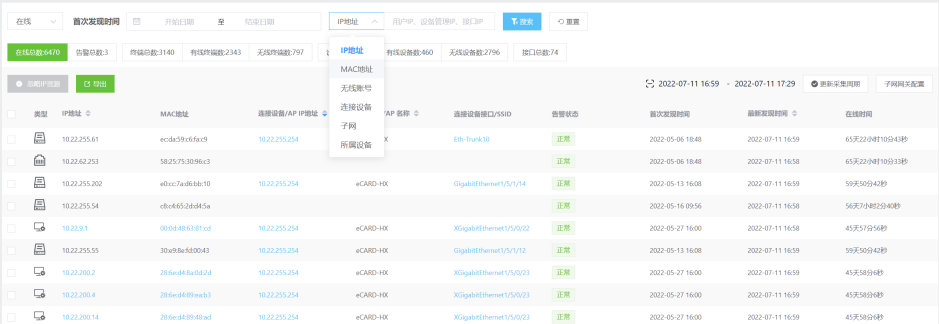 在线 首次发现时间 开始日期 至 结束日期 IP地址 用户IP、设备管理IP、接口IP 搜索 重置
在线总数:6470 告警总数:3 终端总数:3140 有线终端数:2343 无线终端数:797 有线设备数:460 无线设备数:2796 接口总数:74
IP地址
MAC地址
无线账号
连接设备
子网
所属设备
导出 2022-07-11 16:59 - 2022-07-11 17:29 更新采集周期 子网网关配置
类型 IP地址 MAC地址 连接设备/AP IP地址 /AP 名称 连接设备接口/SSID 告警状态 首次发现时间 最新发现时间 在线时间
10.22.255.61 ec:da:59:c6:fa:c9 10.22.255.254 HX Eth-Trunk10 正常 2022-05-06 18:48 2022-07-11 16:59 65天22小时10分43秒
10.22.62.253 58:25:75:30:96:c3 正常 2022-05-06 18:48 2022-07-11 16:58 65天22小时10分33秒
10.22.255.202 e0:cc:7a:d6:bb:10 10.22.255.254 eCARD-HX GigabitEthernet1/5/1/14 正常 2022-05-13 16:08 2022-07-11 16:59 59天50分42秒
10.22.255.54 c8:c4:65:2d:d4:5a 正常 2022-05-16 09:56 2022-07-11 16:58 56天7小时2分40秒
10.22.9.1 00:9d:48:63:81:cd 10.22.255.254 eCARD-HX XGigabitEthernet1/5/0/22 正常 2022-05-27 16:00 2022-07-11 16:58 45天57分56秒
10.22.255.55 30:a9:8e:fd:00:43 10.22.255.254 eCARD-HX GigabitEthernet1/5/1/12 正常 2022-05-13 16:08 2022-07-11 16:59 59天50分42秒
10.22.200.2 28:6e:d4:8a:0d:2d 10.22.255.254 eCARD-HX XGigabitEthernet1/5/0/23 正常 2022-05-27 16:00 2022-07-11 16:59 45天58分6秒
10.22.200.4 28:6e:d4:89:ea:b3 10.22.255.254 eCARD-HX XGigabitEthernet1/5/0/23 正常 2022-05-27 16:00 2022-07-11 16:59 45天58分6秒
10.22.200.14 28:6e:d4:89:48:ad 10.22.255.254 eCARD-HX XGigabitEthernet1/5/0/23 正常 2022-05-27 16:00 2022-07-11 16:59 45天58分6秒